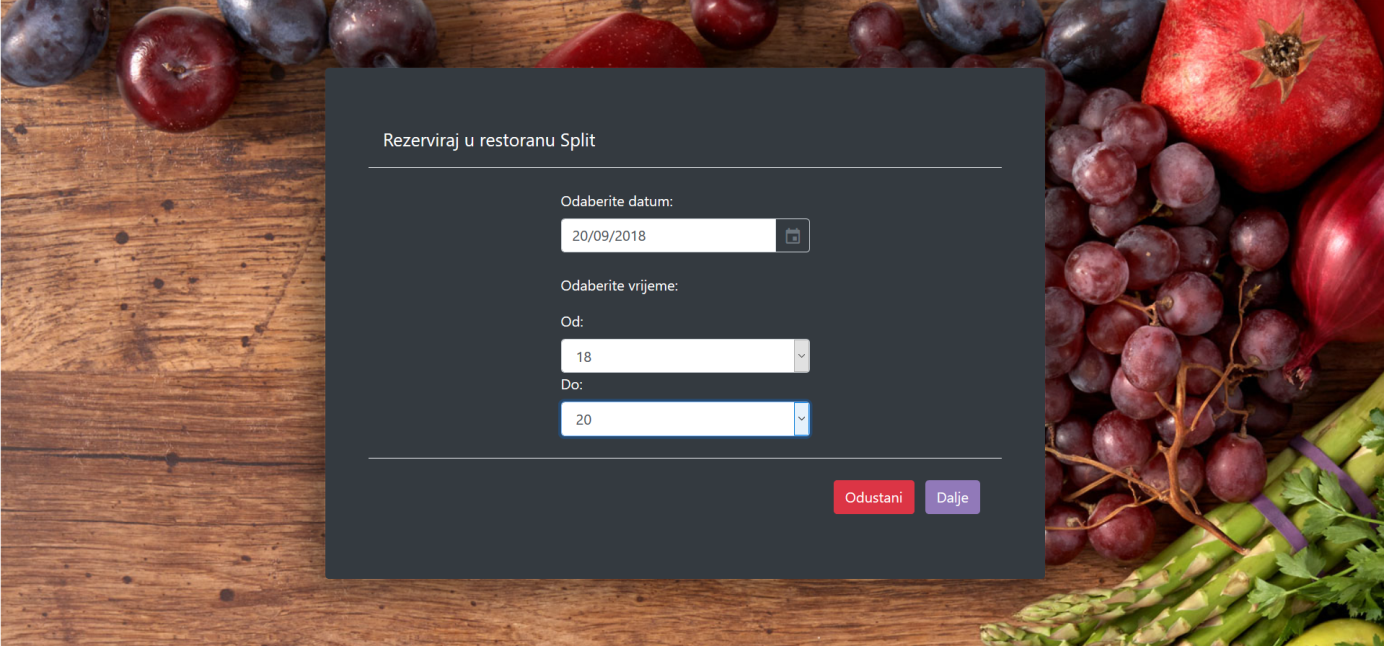 Rezerviraj u restoranu Split
Odaberite datum:
20/09/2018
Odaberite vrijeme:
Od:
18
Do:
20
Odustani
Dalje